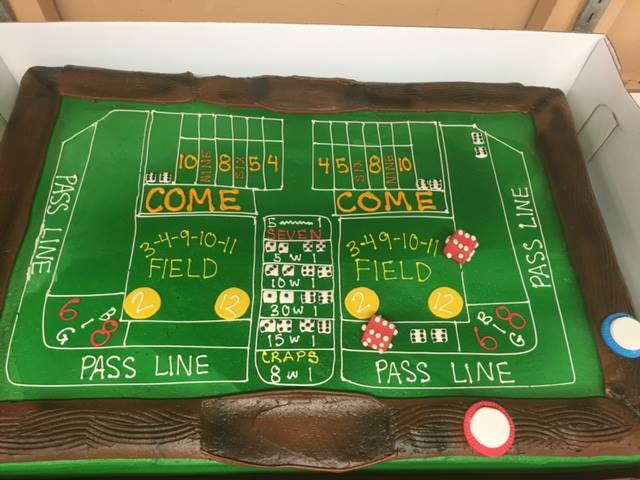 10 NINE 8 SIX 5 4
4 5 SIX 8 NINE 10
COME
COME
PASS LINE
PASS LINE
5 1
SEVEN
5 W 1
10 W 1
30 W 1
15 W 1
CRAPS
8 W 1
3-4-9-10-11
FIELD
2 12
3-4-9-10-11
FIELD
2 12
6 8
BIG
6 8
BIG
PASS LINE
PASS LINE